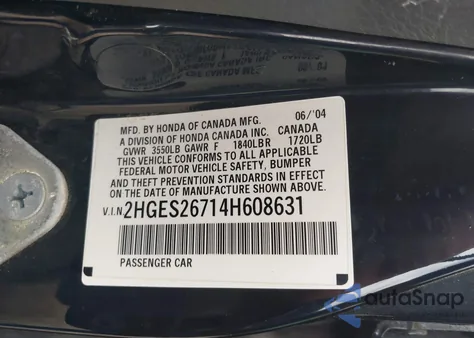 06/'04
MFD. BY HONDA OF CANADA MFG.
A DIVISION OF HONDA CANADA INC. CANADA
GVWR 3550LB GAWR F 1840LB R 1720LB
THIS VEHICLE CONFORMS TO ALL APPLICABLE
FEDERAL MOTOR VEHICLE SAFETY, BUMPER
AND THEFT PREVENTION STANDARDS IN EFFECT
ON THE DATE OF MANUFACTURE SHOWN ABOVE.
V.I.N. 2HGES26714H608631
PASSENGER CAR
autoSnap